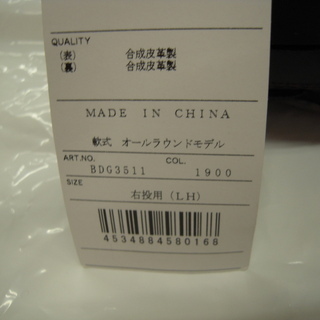 QUALITY
(表) 合成皮革製
(裏) 合成皮革製
MADE IN CHINA
軟式 オールラウンドモデル
ART.NO. COL.
BDG3511 1900
SIZE
右投用(LH)
4534884580168